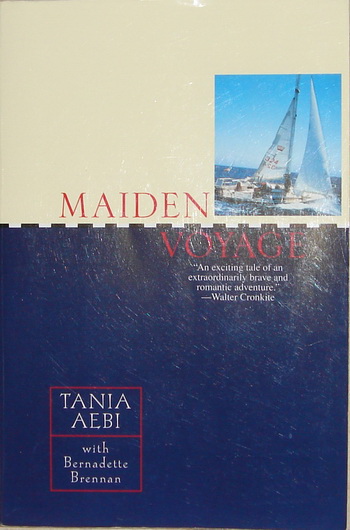 MAIDEN
VOYAGE
"An exciting tale of an
extraordinarily brave and
romantic adventure."
—Walter Cronkite
TANIA
AEBI
with
Bernadette
Brennan